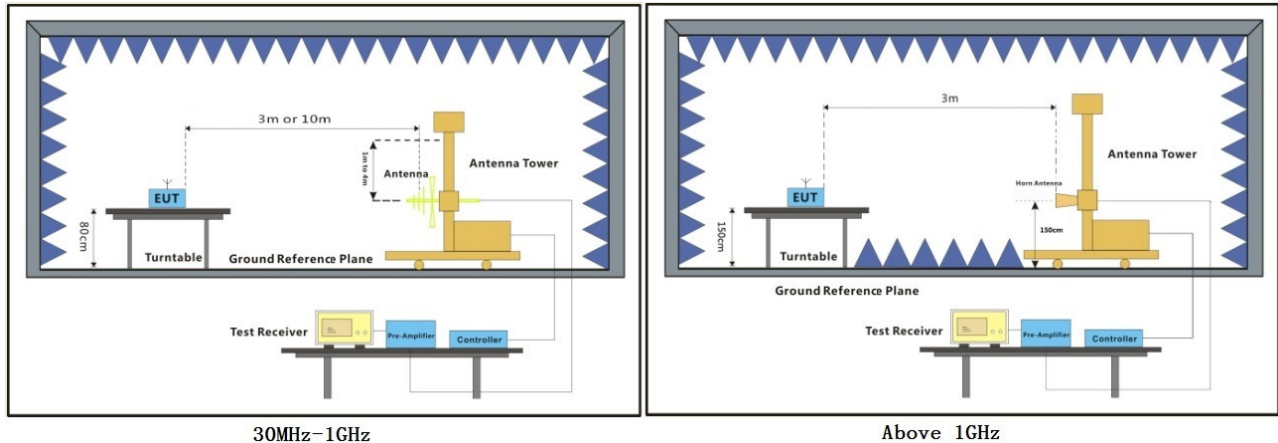 3m or 10m
1m to 4m
Antenna
Antenna Tower
EUT
80cm
Turntable
Ground Reference Plane
Test Receiver
Pre-Amplifier
Controller
30MHz-1GHz
3m
Antenna Tower
Horn Antenna
EUT
150cm
150cm
Turntable
Ground Reference Plane
Test Receiver
Pre-Amplifier
Controller
Above 1GHz